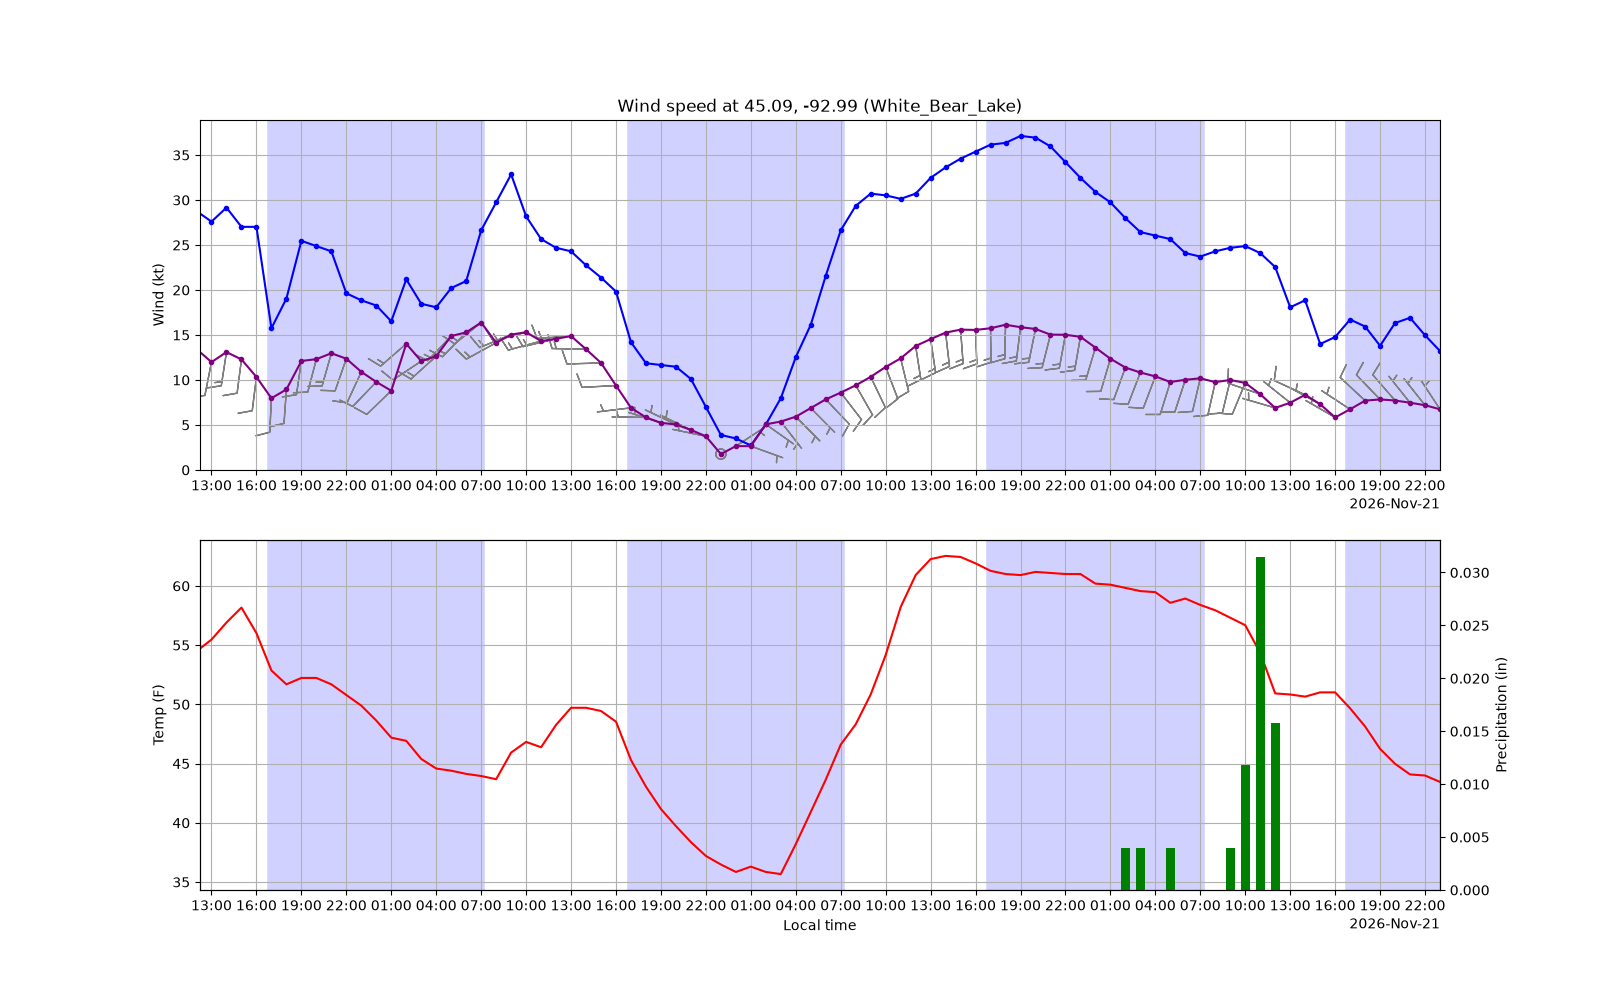 Wind speed at 45.09, -92.99 (White_Bear_Lake)
35
30
25
20
15
10
5
0
Wind (kt)
13:00 16:00 19:00 22:00 01:00 04:00 07:00 10:00 13:00 16:00 19:00 22:00 01:00 04:00 07:00 10:00 13:00 16:00 19:00 22:00 01:00 04:00 07:00 10:00 13:00 16:00 19:00 22:00
2026-Nov-21
60
55
50
45
40
35
Temp (F)
0.030
0.025
0.020
0.015
0.010
0.005
0.000
Precipitation (in)
13:00 16:00 19:00 22:00 01:00 04:00 07:00 10:00 13:00 16:00 19:00 22:00 01:00 04:00 07:00 10:00 13:00 16:00 19:00 22:00 01:00 04:00 07:00 10:00 13:00 16:00 19:00 22:00
Local time
2026-Nov-21